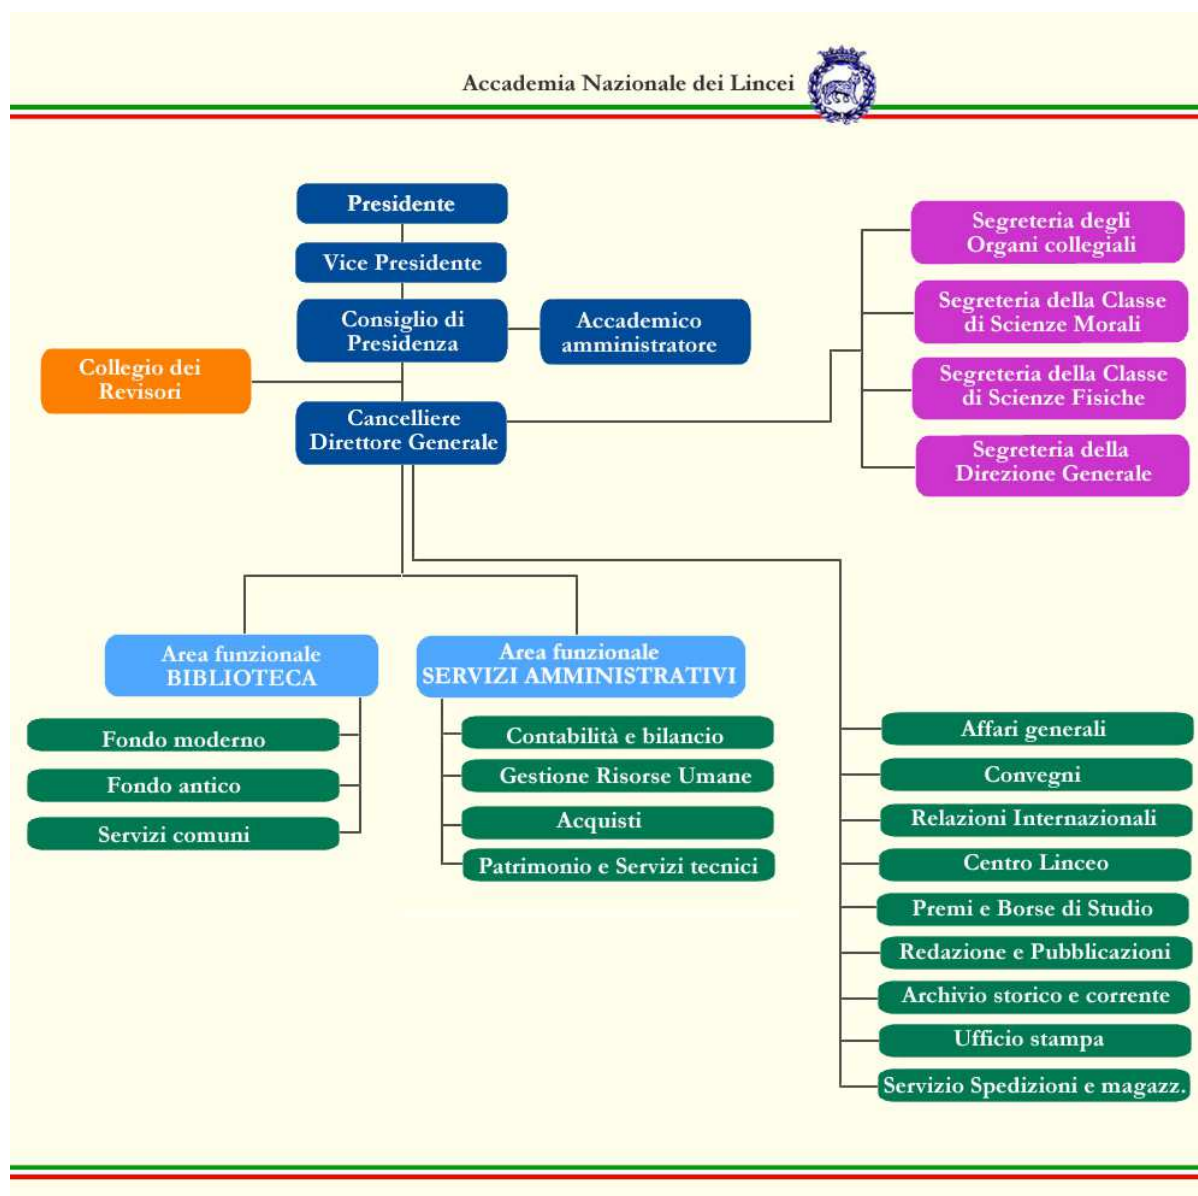 Accademia Nazionale dei Lincei
Presidente
Vice Presidente
Consiglio di
Presidenza
Accademico
amministratore
Collegio dei
Revisori
Cancelliere
Direttore Generale
Segreteria degli
Organi collegiali
Segreteria della Classe
di Scienze Morali
Segreteria della Classe
di Scienze Fisiche
Segreteria della
Direzione Generale
Area funzionale
BIBLIOTECA
Fondo moderno
Fondo antico
Servizi comuni
Area funzionale
SERVIZI AMMINISTRATIVI
Contabilità e bilancio
Gestione Risorse Umane
Acquisti
Patrimonio e Servizi tecnici
Affari generali
Convegni
Relazioni Internazionali
Centro Linceo
Premi e Borse di Studio
Redazione e Pubblicazioni
Archivio storico e corrente
Ufficio stampa
Servizio Spedizioni e magazz.